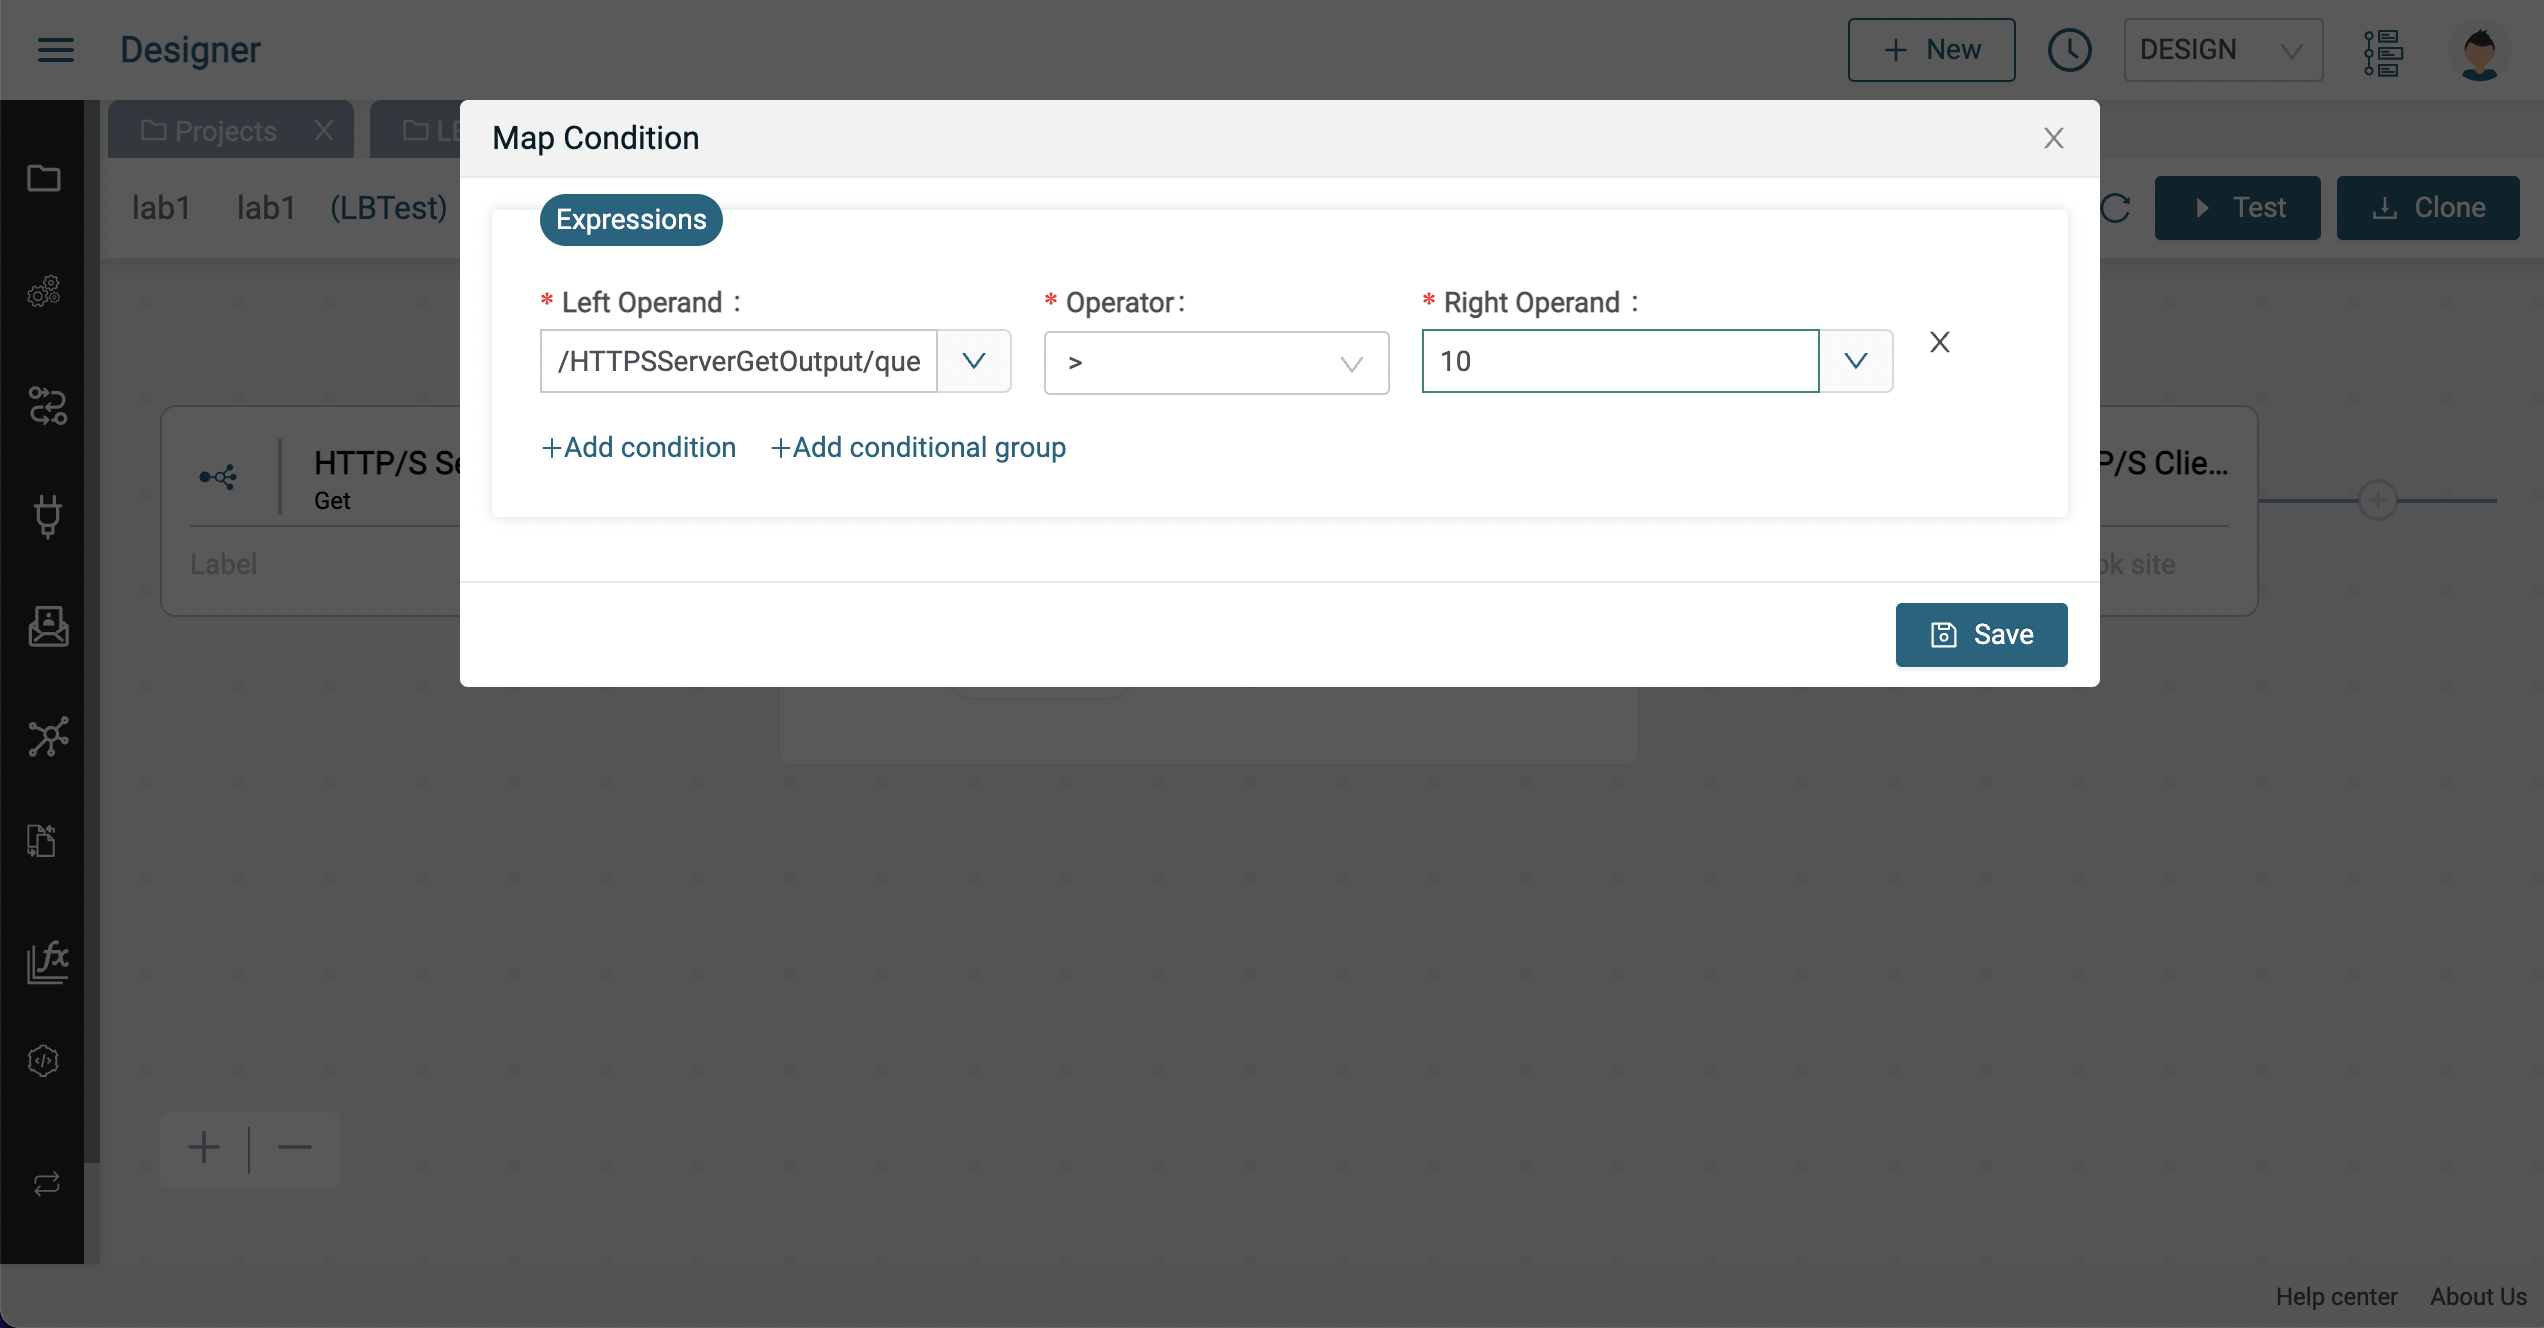 Designer
+ New
DESIGN
Projects
Map Condition
lab1 lab1 (LBTest)
Test
Clone
Expressions
* Left Operand :
* Operator:
* Right Operand :
/HTTPSServerGetOutput/que
>
10
+Add condition
+Add conditional group
HTTP/S Se
Get
Label
P/S Clie...
ok site
Save
fx
Help center
About Us